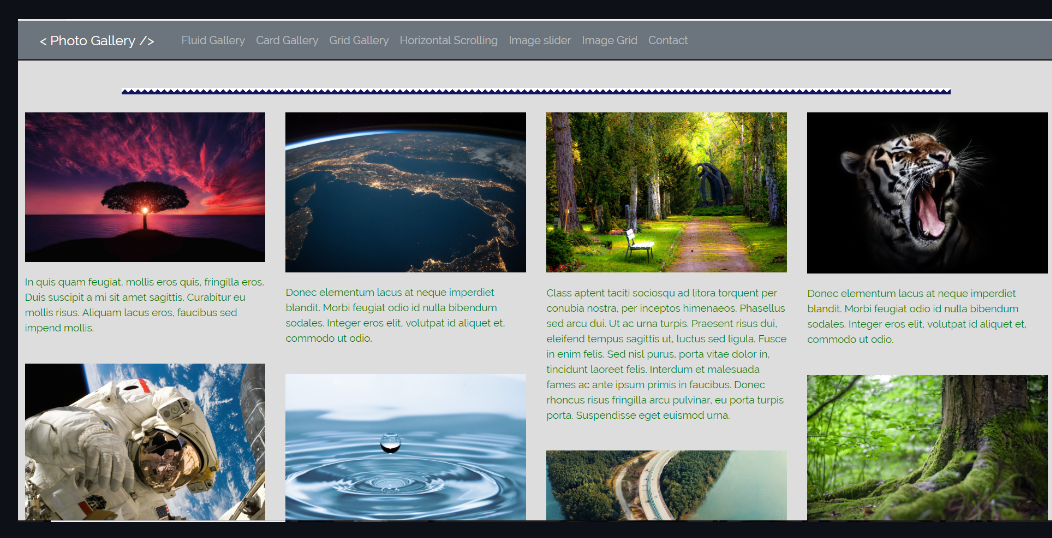 < Photo Gallery />
Fluid Gallery
Card Gallery
Grid Gallery
Horizontal Scrolling
Image slider
Image Grid
Contact
In quis quam feugiat, mollis eros quis, fringilla eros.
Duis suscipit a mi sit amet sagittis. Curabitur eu
mollis risus. Aliquam lacus eros, faucibus sed
impend mollis.
Donec elementum lacus at neque imperdiet
blandit. Morbi feugiat odio id nulla bibendum
sodales. Integer eros elit, volutpat id aliquet et,
commodo ut odio.
Class aptent taciti sociosqu ad litora torquent per
conubia nostra, per inceptos himenaeos. Phasellus
sed arcu dui. Ut ac urna turpis. Praesent risus dui,
eleifend tempus sagittis ut, luctus sed ligula. Fusce
in enim felis. Sed nisl purus, porta vitae dolor in,
tincidunt laoreet felis. Interdum et malesuada
fames ac ante ipsum primis in faucibus. Donec
rhoncus risus fringilla arcu pulvinar, eu porta turpis
porta. Suspendisse eget euismod urna.
Donec elementum lacus at neque imperdiet
blandit. Morbi feugiat odio id nulla bibendum
sodales. Integer eros elit, volutpat id aliquet et,
commodo ut odio.